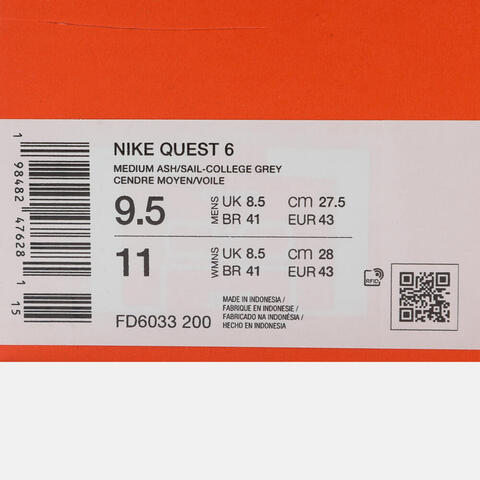 NIKE QUEST 6
MEDIUM ASH/SAIL-COLLEGE GREY
CENDRE MOYEN/VOILE
9.5 MENS UK 8.5 CM 27.5
BR 41 EUR 43
11 WMNS UK 8.5 CM 28
BR 41 EUR 43
MADE IN INDONESIA /
FABRIQUE EN INDONESIE /
FABRICADO NA INDONÉSIA /
HECHO EN INDONESIA
FD6033 200
RFID
1 98482 47628 1 15